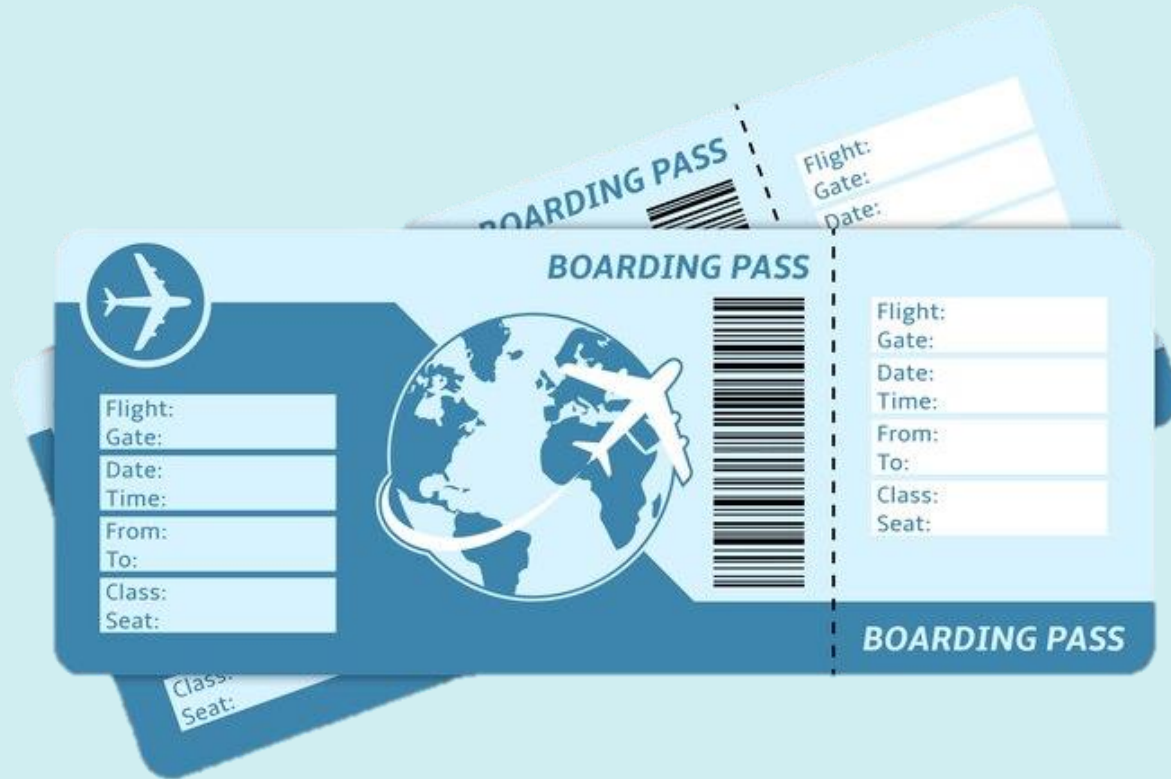 BOARDING PASS
Flight:
Gate:
Date:
BOARDING PASS
Flight:
Gate:
Date:
Time:
From:
To:
Class:
Seat:
Flight:
Gate:
Date:
Time:
From:
To:
Class:
Seat:
BOARDING PASS
Class:
Seat: